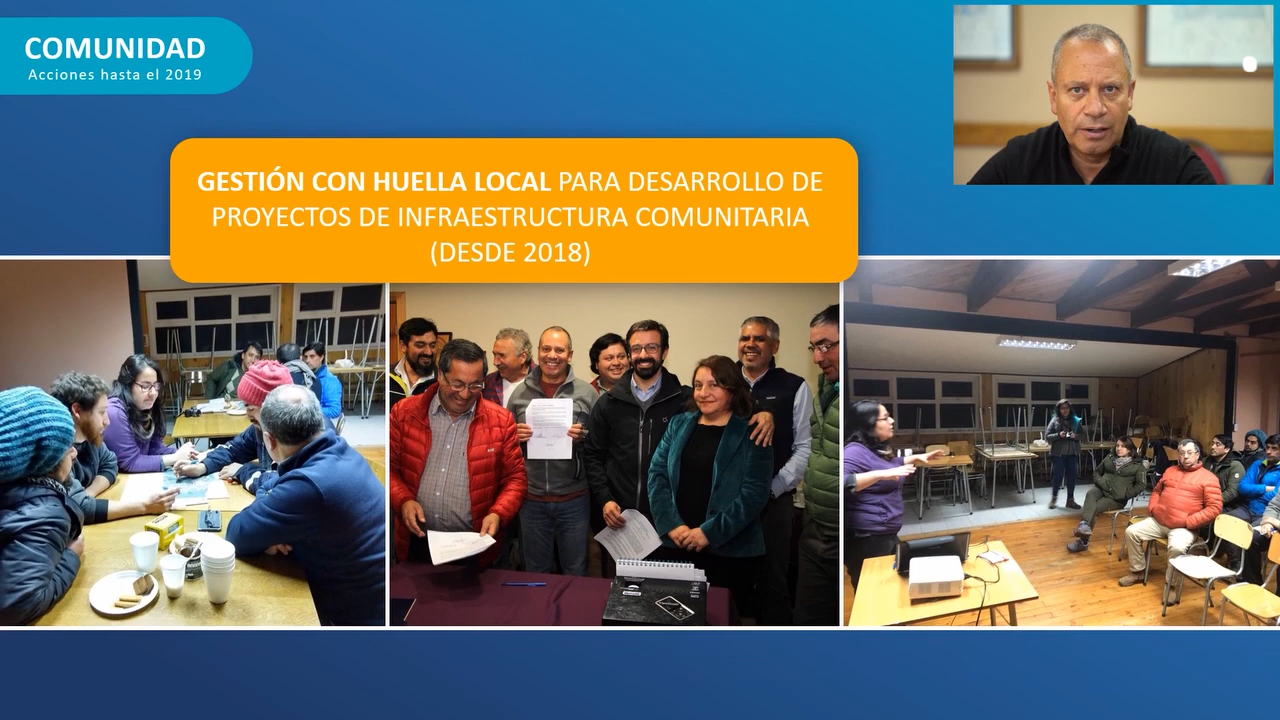 COMUNIDAD
Acciones hasta el 2019
GESTIÓN CON HUELLA LOCAL PARA DESARROLLO DE
PROYECTOS DE INFRAESTRUCTURA COMUNITARIA
(DESDE 2018)